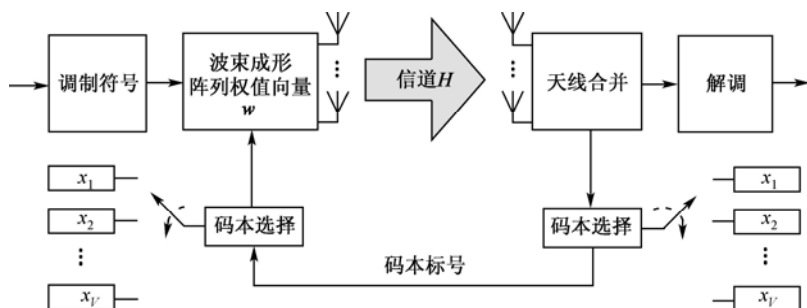 调制符号
波束成形
阵列权值向量
w
信道H
天线合并
解调
x1
x2
xV
码本选择
码本标号
码本选择
x1
x2
xV